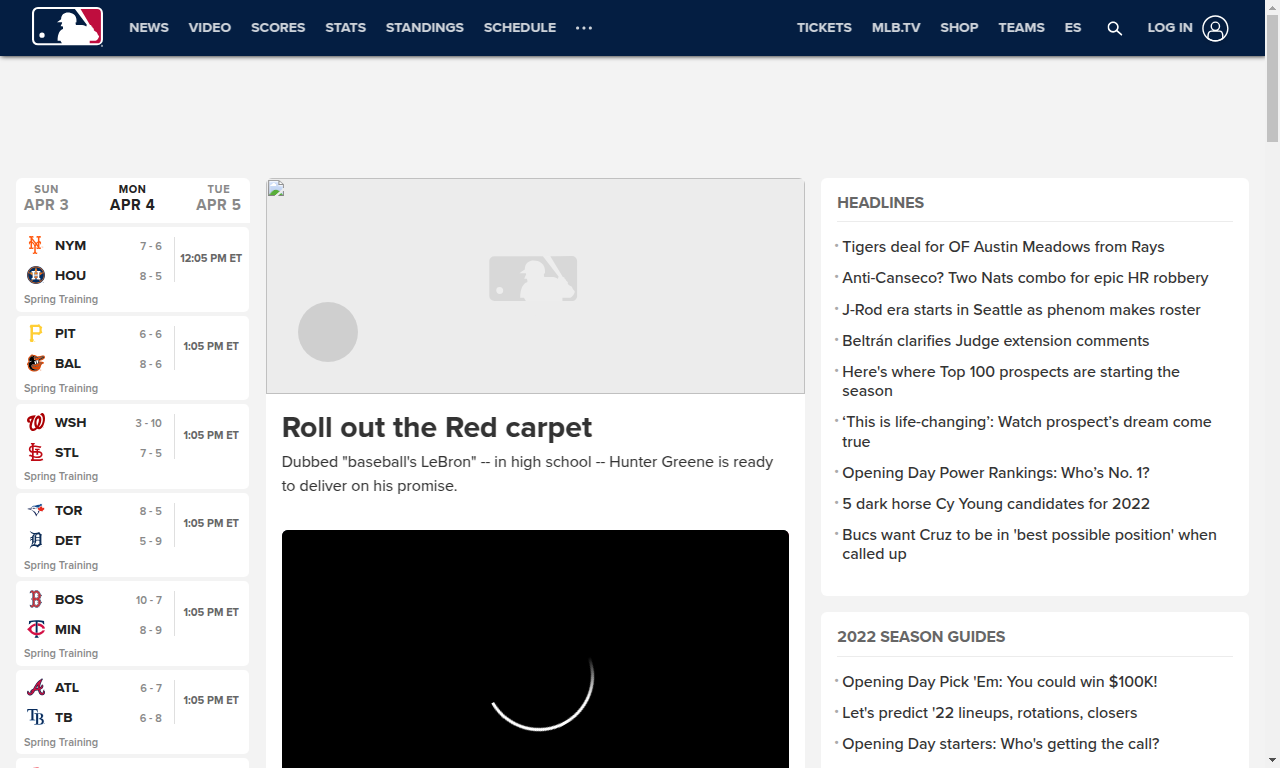 NEWS VIDEO SCORES STATS STANDINGS SCHEDULE ... TICKETS MLB.TV SHOP TEAMS ES LOG IN
SUN MON TUE
APR 3 APR 4 APR 5
NYM 7 - 6
12:05 PM ET
HOU 8 - 5
Spring Training
PIT 6 - 6
1:05 PM ET
BAL 8 - 6
Spring Training
WSH 3 - 10
1:05 PM ET
STL 7 - 5
Spring Training
TOR 8 - 5
1:05 PM ET
DET 5 - 9
Spring Training
BOS 10 - 7
1:05 PM ET
MIN 8 - 9
Spring Training
ATL 6 - 7
1:05 PM ET
TB 6 - 8
Spring Training
Roll out the Red carpet
Dubbed "baseball's LeBron" -- in high school -- Hunter Greene is ready
to deliver on his promise.
HEADLINES
Tigers deal for OF Austin Meadows from Rays
Anti-Canseco? Two Nats combo for epic HR robbery
J-Rod era starts in Seattle as phenom makes roster
Beltrán clarifies Judge extension comments
Here's where Top 100 prospects are starting the
season
‘This is life-changing’: Watch prospect’s dream come
true
Opening Day Power Rankings: Who’s No. 1?
5 dark horse Cy Young candidates for 2022
Bucs want Cruz to be in 'best possible position' when
called up
2022 SEASON GUIDES
Opening Day Pick 'Em: You could win $100K!
Let's predict '22 lineups, rotations, closers
Opening Day starters: Who's getting the call?